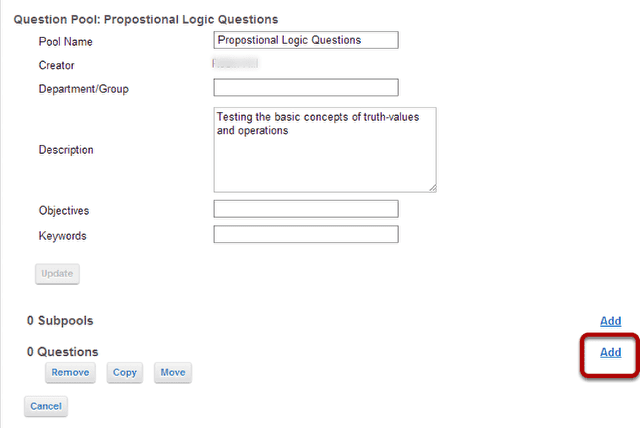 Question Pool: Propostional Logic Questions
Pool Name Propostional Logic Questions
Creator
Department/Group
Testing the basic concepts of truth-values
and operations
Description
Objectives
Keywords
Update
0 Subpools Add
0 Questions Add
Remove Copy Move
Cancel